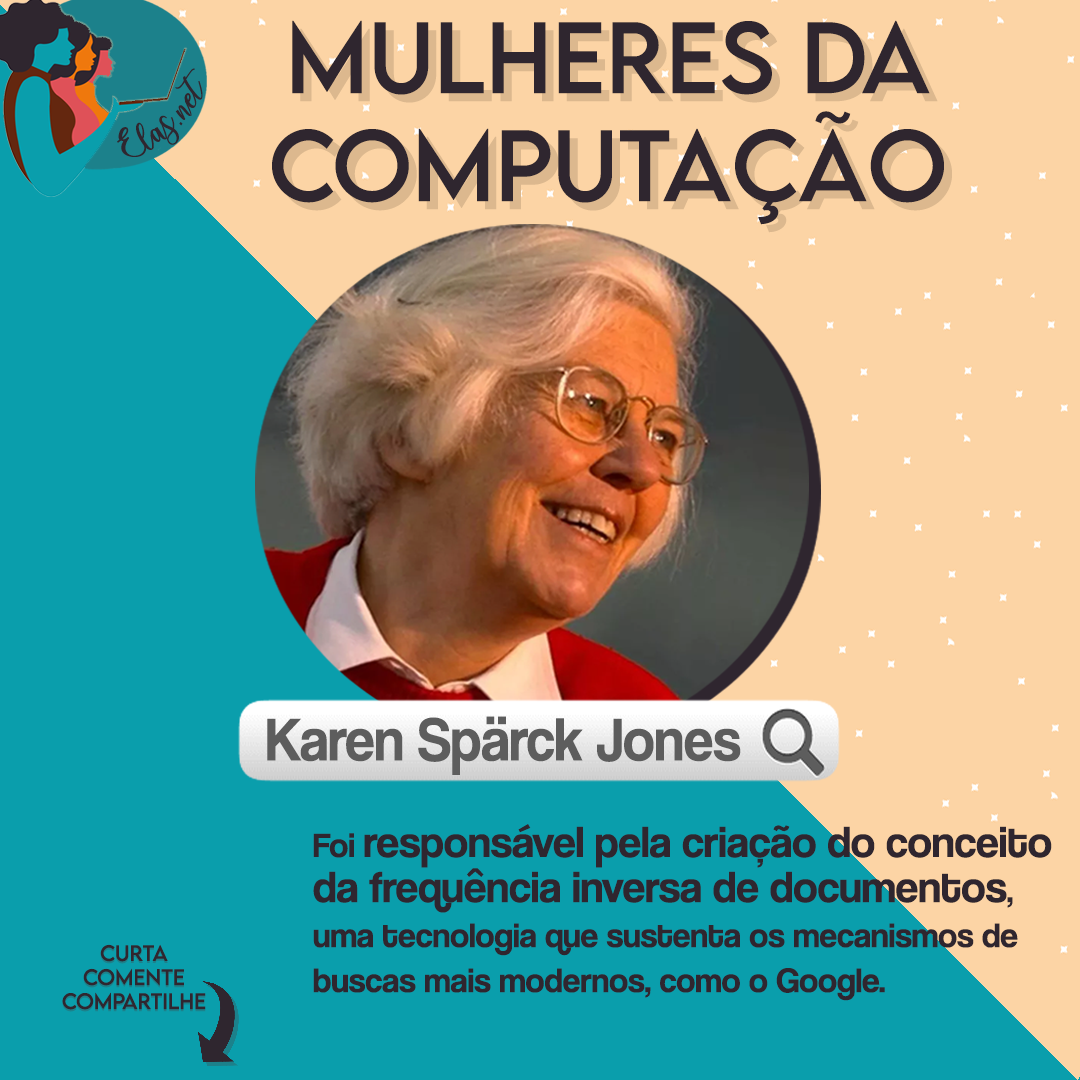 Elas.net
MULHERES DA
COMPUTAÇÃO
Karen Spärck Jones
Foi responsável pela criação do conceito
da frequência inversa de documentos,
uma tecnologia que sustenta os mecanismos de
buscas mais modernos, como o Google.
CURTA
COMENTE
COMPARTILHE